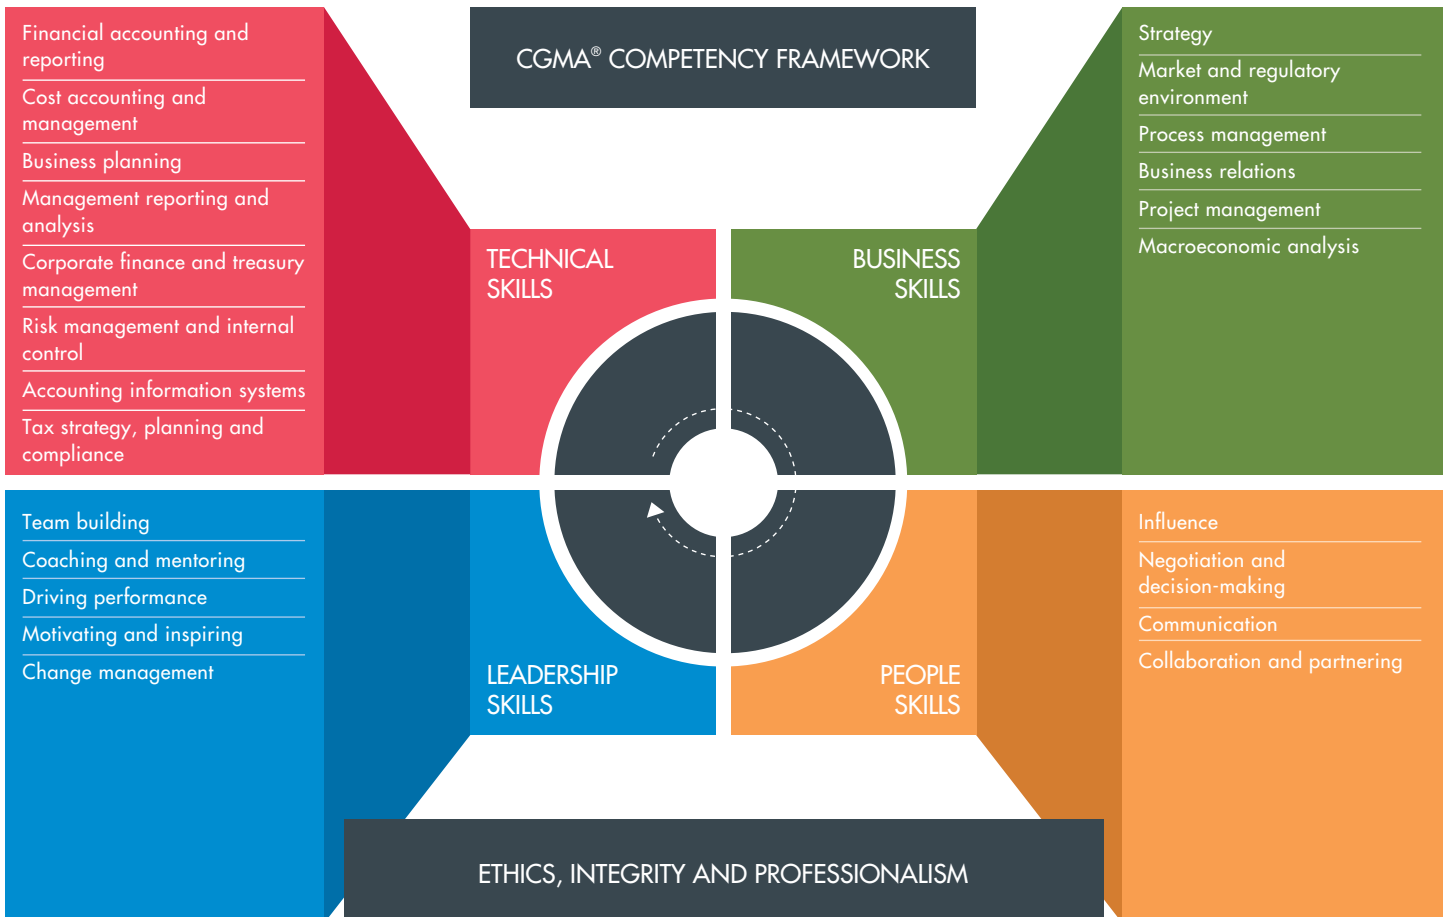 CGMA® COMPETENCY FRAMEWORK
Financial accounting and
reporting
Cost accounting and
management
Business planning
Management reporting and
analysis
Corporate finance and treasury
management
Risk management and internal
control
Accounting information systems
Tax strategy, planning and
compliance
TECHNICAL
SKILLS
BUSINESS
SKILLS
Strategy
Market and regulatory
environment
Process management
Business relations
Project management
Macroeconomic analysis
Team building
Coaching and mentoring
Driving performance
Motivating and inspiring
Change management
LEADERSHIP
SKILLS
PEOPLE
SKILLS
Influence
Negotiation and
decision-making
Communication
Collaboration and partnering
ETHICS, INTEGRITY AND PROFESSIONALISM